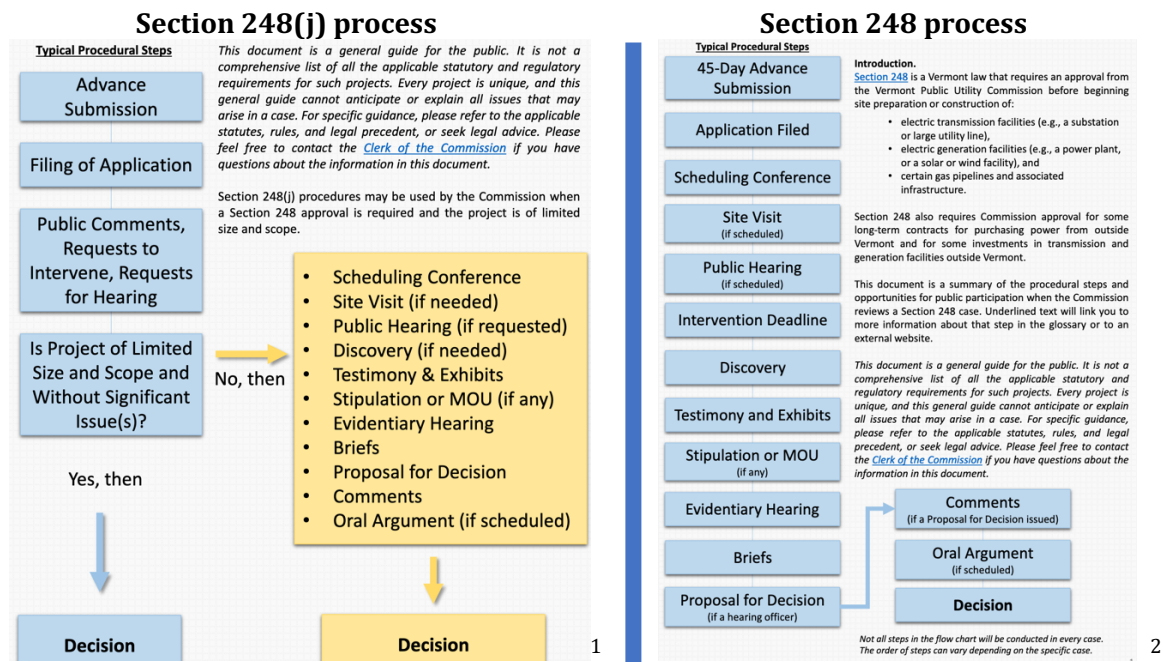 Section 248(j) process
Typical Procedural Steps
Advance
Submission
Filing of Application
Public Comments,
Requests to
Intervene, Requests
for Hearing
Is Project of Limited
Size and Scope and
Without Significant
Issue(s)?
Yes, then
Decision
This document is a general guide for the public. It is not a
comprehensive list of all the applicable statutory and regulatory
requirements for such projects. Every project is unique, and this
general guide cannot anticipate or explain all issues that may
arise in a case. For specific guidance, please refer to the applicable
statutes, rules, and legal precedent, or seek legal advice. Please
feel free to contact the Clerk of the Commission if you have
questions about the information in this document.
Section 248(j) procedures may be used by the Commission when
a Section 248 approval is required and the project is of limited
size and scope.
No, then
• Scheduling Conference
• Site Visit (if needed)
• Public Hearing (if requested)
• Discovery (if needed)
• Testimony & Exhibits
• Stipulation or MOU (if any)
• Evidentiary Hearing
• Briefs
• Proposal for Decision
• Comments
• Oral Argument (if scheduled)
Decision
1
Section 248 process
Typical Procedural Steps
45-Day Advance
Submission
Application Filed
Scheduling Conference
Site Visit
(if scheduled)
Public Hearing
(if scheduled)
Intervention Deadline
Discovery
Testimony and Exhibits
Stipulation or MOU
(if any)
Evidentiary Hearing
Briefs
Proposal for Decision
(if a hearing officer)
Introduction.
Section 248 is a Vermont law that requires an approval from
the Vermont Public Utility Commission before beginning
site preparation or construction of:
• electric transmission facilities (e.g., a substation
or large utility line),
• electric generation facilities (e.g., a power plant,
or a solar or wind facility), and
• certain gas pipelines and associated
infrastructure.
Section 248 also requires Commission approval for some
long-term contracts for purchasing power from outside
Vermont and for some investments in transmission and
generation facilities outside Vermont.
This document is a summary of the procedural steps and
opportunities for public participation when the Commission
reviews a Section 248 case. Underlined text will link you to
more information about that step in the glossary or to an
external website.
This document is a general guide for the public. It is not a
comprehensive list of all the applicable statutory and
regulatory requirements for such projects. Every project is
unique, and this general guide cannot anticipate or explain
all issues that may arise in a case. For specific guidance,
please refer to the applicable statutes, rules, and legal
precedent, or seek legal advice. Please feel free to contact
the Clerk of the Commission if you have questions about the
information in this document.
Comments
(if a Proposal for Decision issued)
Oral Argument
(if scheduled)
Decision
Not all steps in the flow chart will be conducted in every case.
The order of steps can vary depending on the specific case.
2